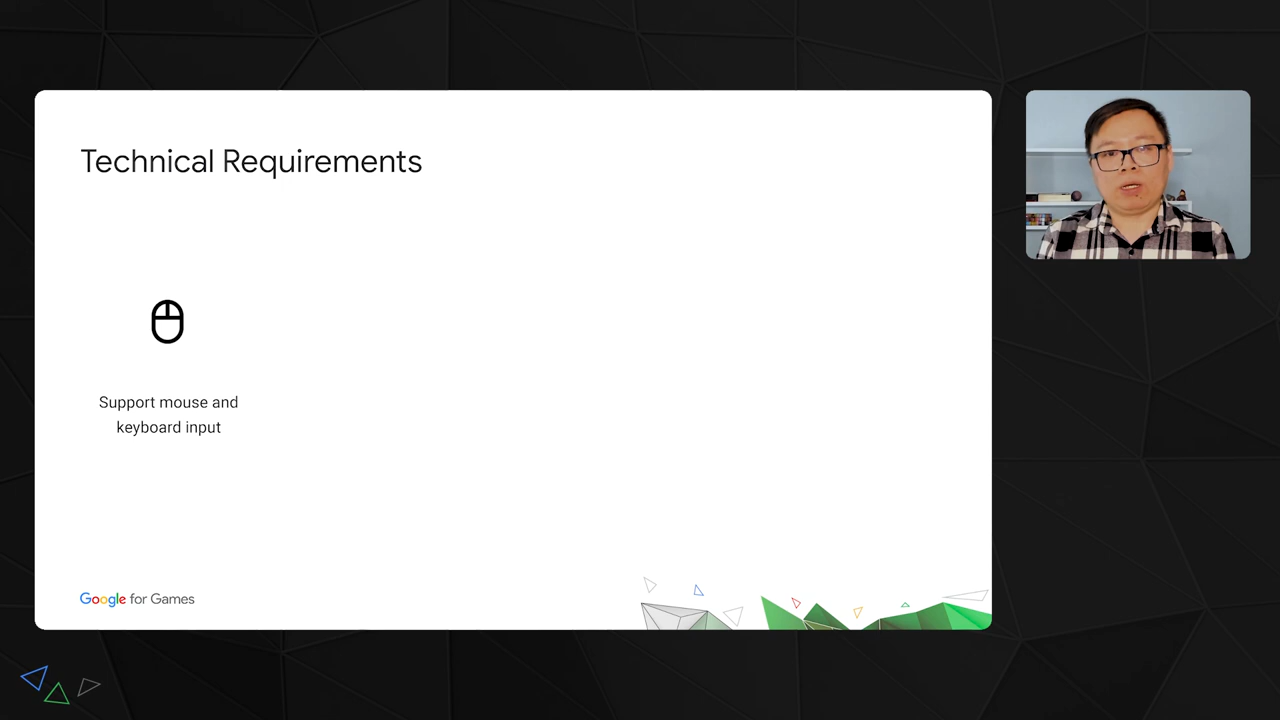 Technical Requirements
Support mouse and
keyboard input
Google for Games